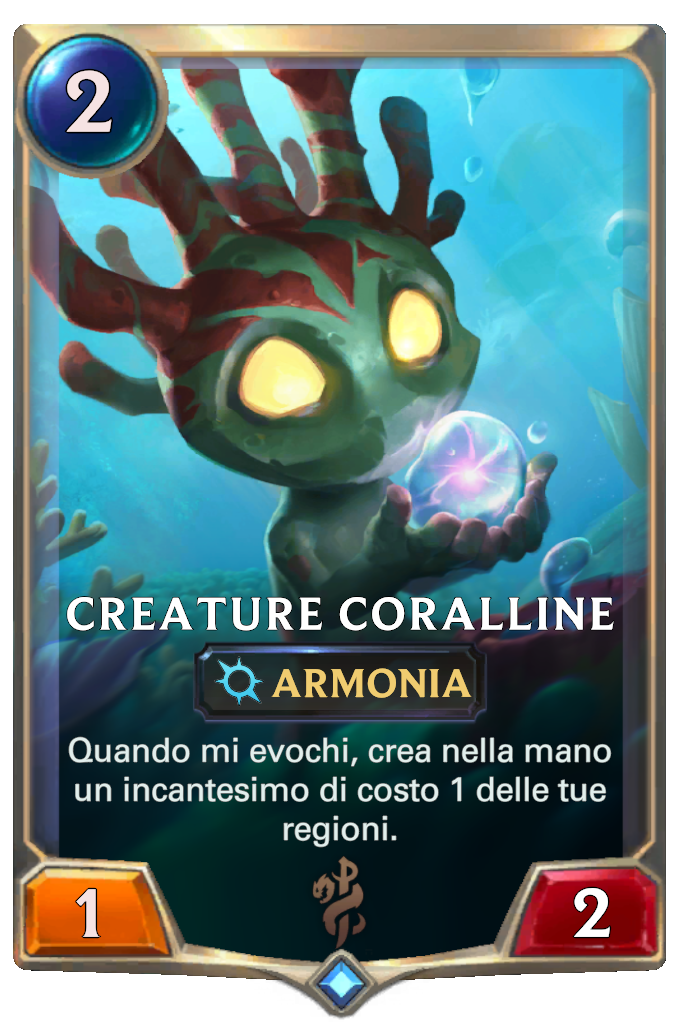 2
CREATURE CORALLINE
ARMONIA
Quando mi evochi, crea nella mano
un incantesimo di costo 1 delle tue
regioni.
1
2